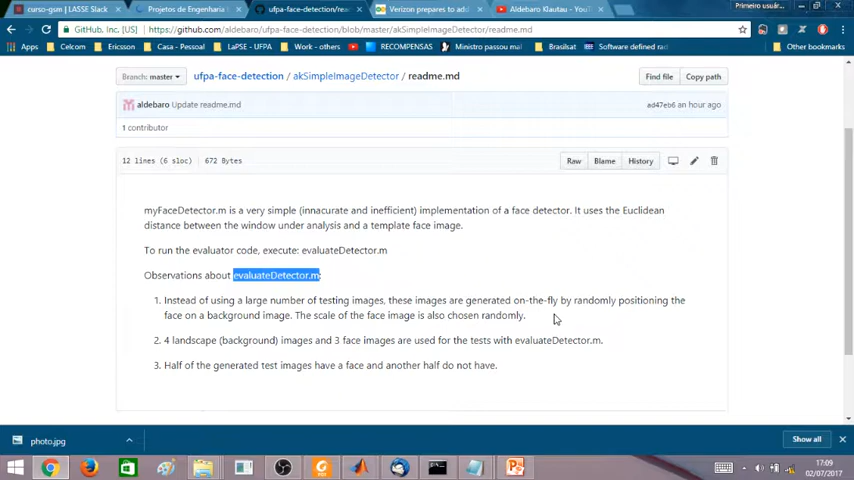 curso-gsm | LASSE Slack
Projetos de Engenharia
ufpa-face-detection/rea
Verizon prepares to ad
Aldebaro Klautau - YouT
Primeiro usuár...
GitHub, Inc. [US]
https://github.com/aldebaro/ufpa-face-detection/blob/master/akSimpleImageDetector/readme.md
Apps
Celcom
Ericsson
Casa - Pessoal
LaPSE - UFPA
Work - others
RECOMPENSAS
Ministro passou mal
Brasilsat
Software defined radi
Other bookmarks
Branch: master
ufpa-face-detection / akSimpleImageDetector / readme.md
Find file
Copy path
aldebaro Update readme.md
ad47eb6 an hour ago
1 contributor
12 lines (6 sloc)
672 Bytes
Raw
Blame
History
myFaceDetector.m is a very simple (innacurate and inefficient) implementation of a face detector. It uses the Euclidean
distance between the window under analysis and a template face image.
To run the evaluator code, execute: evaluateDetector.m
Observations about evaluateDetector.m:
1. Instead of using a large number of testing images, these images are generated on-the-fly by randomly positioning the
face on a background image. The scale of the face image is also chosen randomly.
2. 4 landscape (background) images and 3 face images are used for the tests with evaluateDetector.m.
3. Half of the generated test images have a face and another half do not have.
photo.jpg
Show all
17:09
02/07/2017